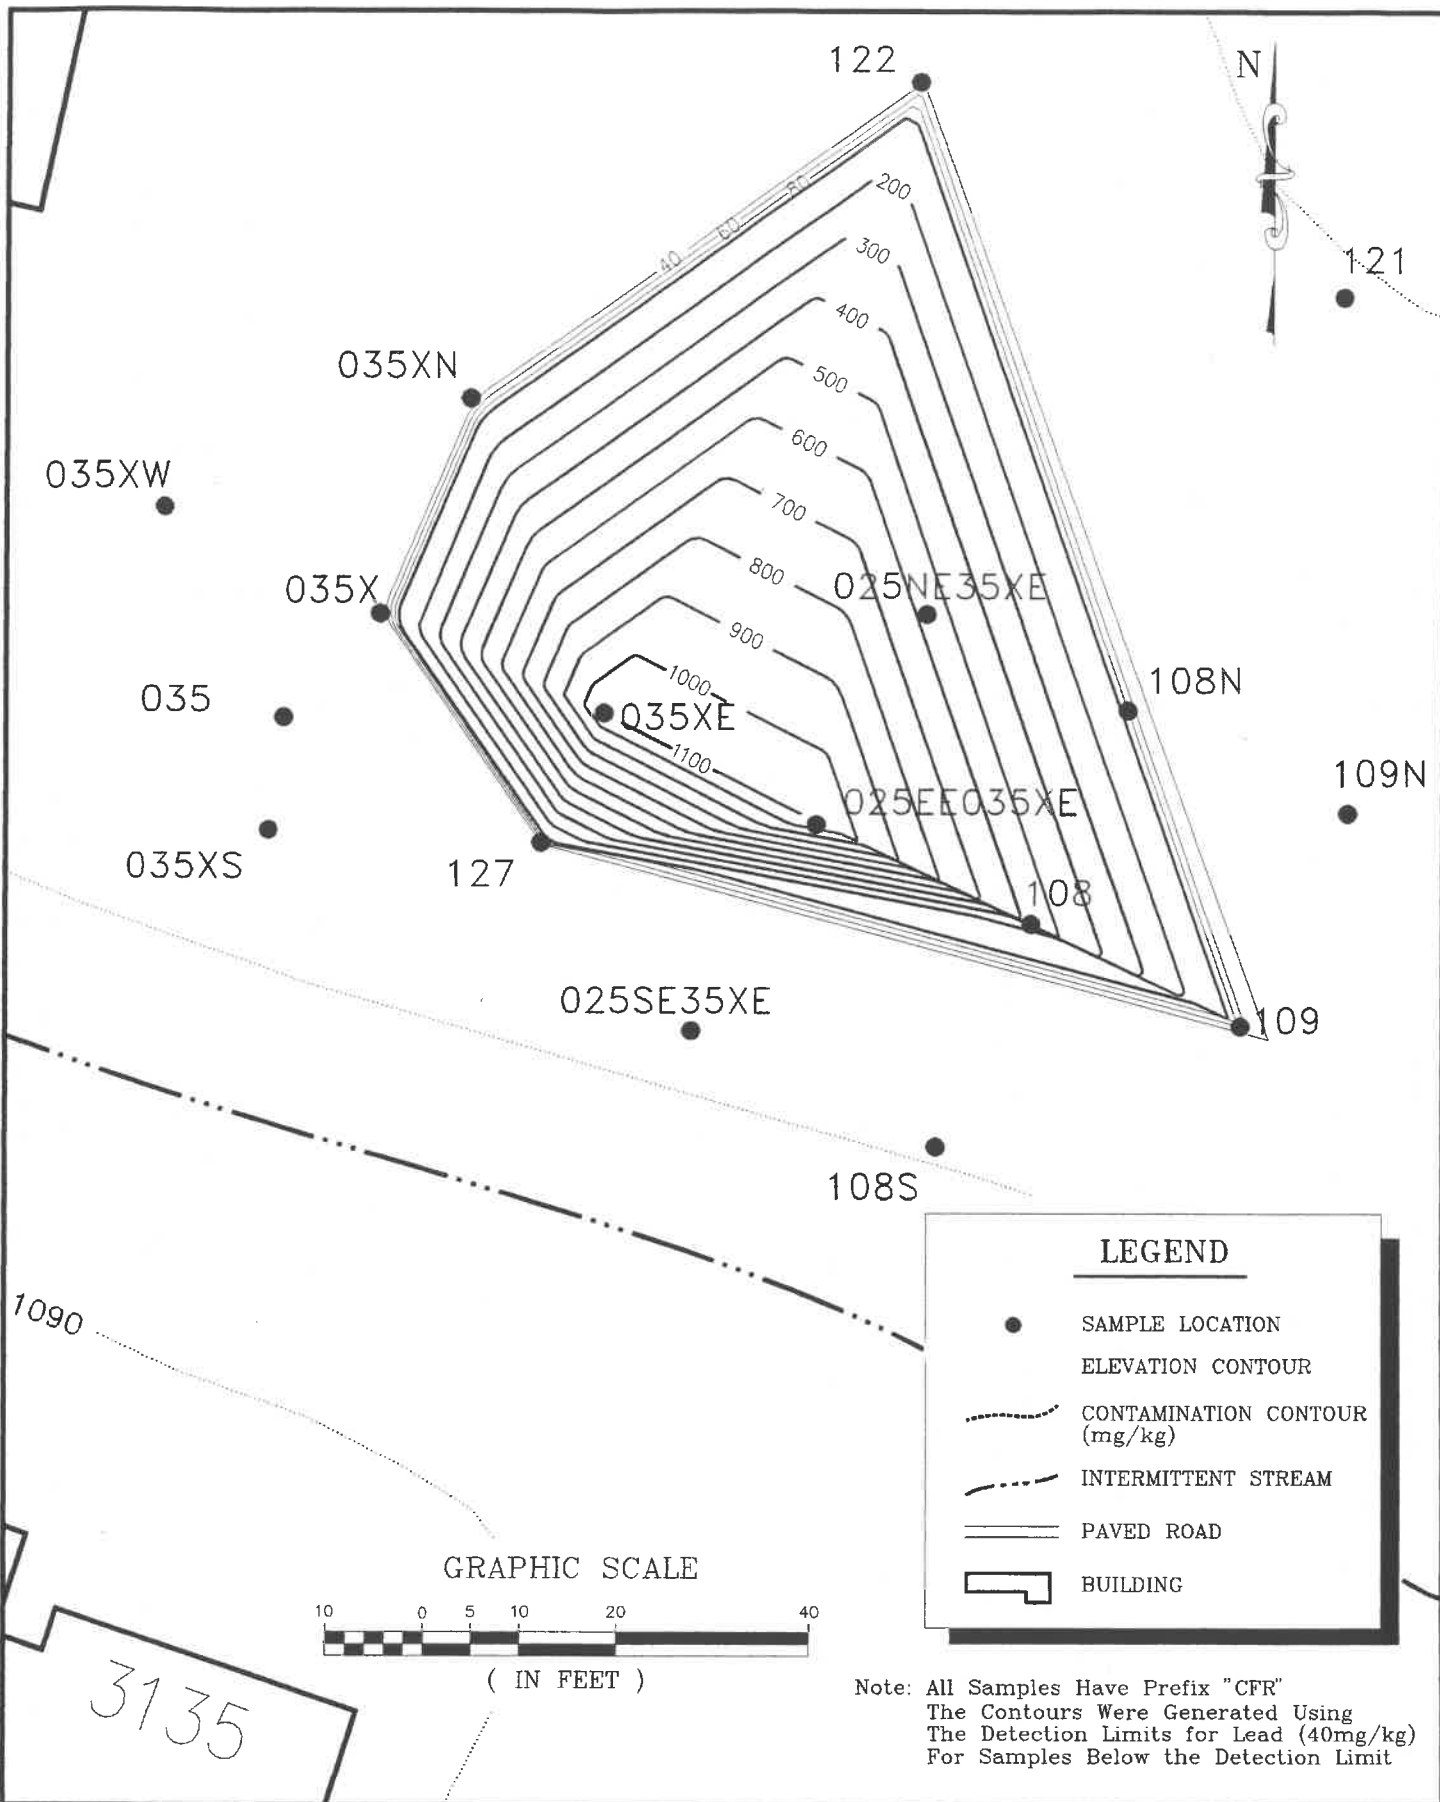 122
N
121
200
80
60
40
300
400
035XN
500
600
035XW
700
800
025NE35XE
035X
900
108N
1000
035
035XE
1100
109N
025EE035XE
035XS
127
108
025SE35XE
109
108S
1090
LEGEND
SAMPLE LOCATION
ELEVATION CONTOUR
CONTAMINATION CONTOUR
(mg/kg)
INTERMITTENT STREAM
PAVED ROAD
BUILDING
GRAPHIC SCALE
10 0 5 10 20 40
( IN FEET )
3135
Note: All Samples Have Prefix "CFR"
The Contours Were Generated Using
The Detection Limits for Lead (40mg/kg)
For Samples Below the Detection Limit